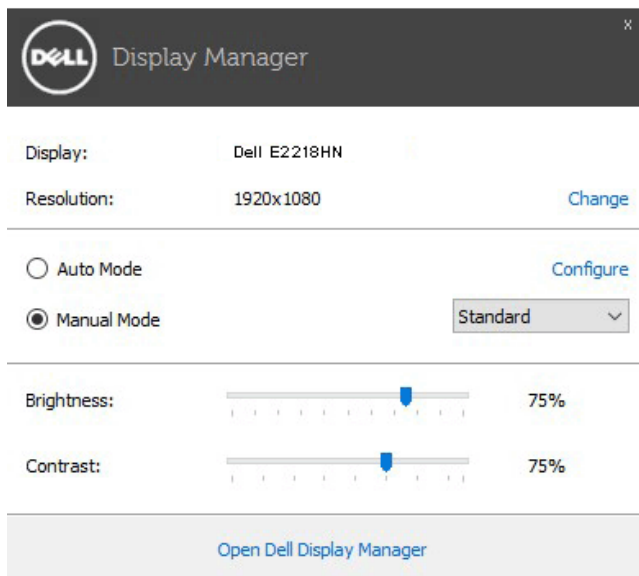 DELL Display Manager x
Display: Dell E2218HN
Resolution: 1920x1080 Change
Auto Mode Configure
Manual Mode Standard
Brightness: 75%
Contrast: 75%
Open Dell Display Manager